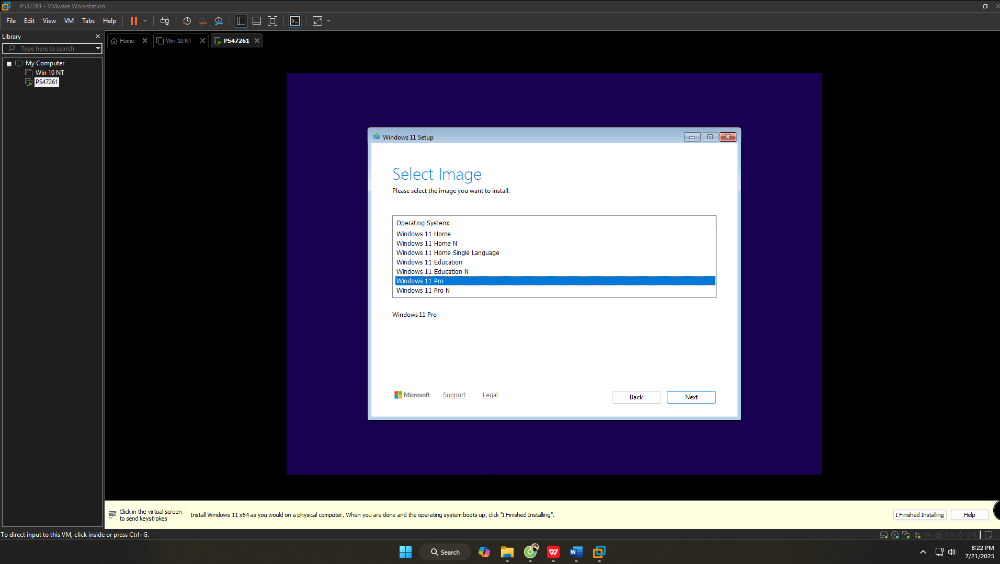 PS47261 - VMware Workstation
File Edit View VM Tabs Help
Library
Type here to search
My Computer
Win 10 NT
PS47261
Home
Win 10 NT
PS47261
Windows 11 Setup
Select Image
Please select the image you want to install.
Operating System:
Windows 11 Home
Windows 11 Home N
Windows 11 Home Single Language
Windows 11 Education
Windows 11 Education N
Windows 11 Pro
Windows 11 Pro N
Windows 11 Pro
Microsoft Support Legal
Back Next
Click in the virtual screen
to send keystrokes
Install Windows 11 x64 as you would on a physical computer. When you are done and the operating system boots up, click "I Finished Installing".
I Finished Installing Help
To direct input to this VM, click inside or press Ctrl+G.
Search
8:22 PM
7/21/2025